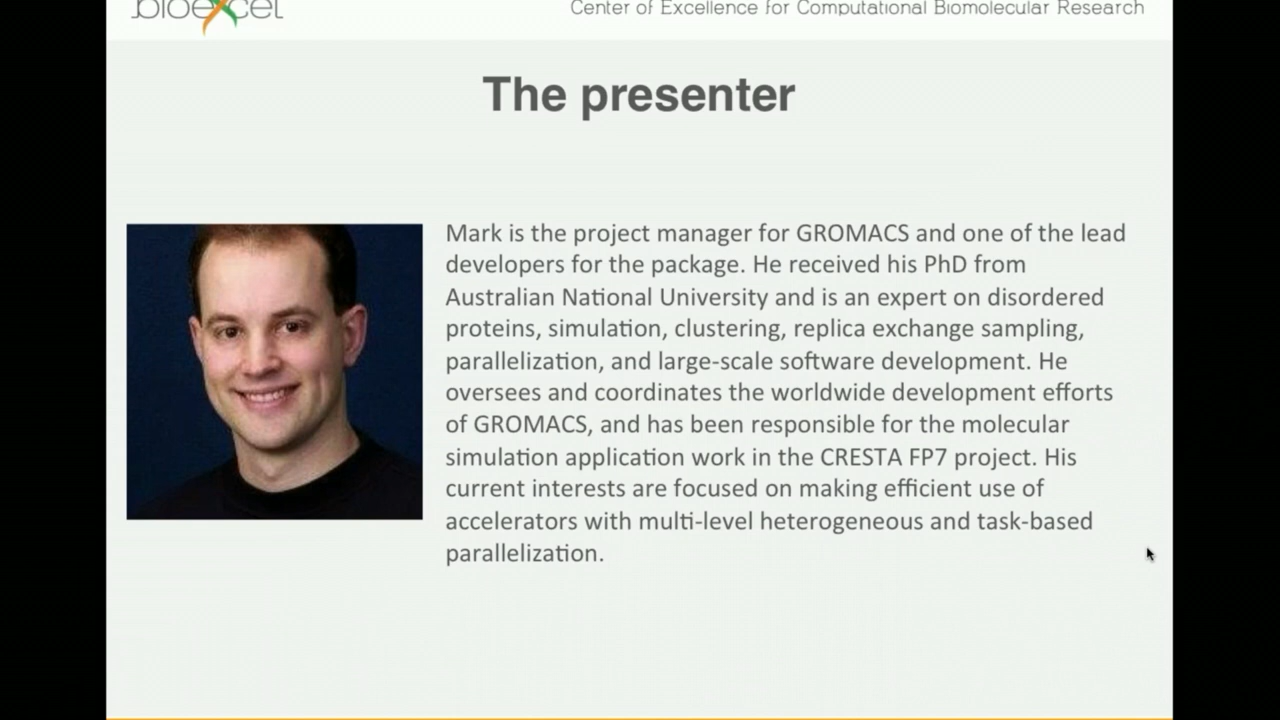 bioexcel
Center of Excellence for Computational Biomolecular Research
The presenter
Mark is the project manager for GROMACS and one of the lead
developers for the package. He received his PhD from
Australian National University and is an expert on disordered
proteins, simulation, clustering, replica exchange sampling,
parallelization, and large-scale software development. He
oversees and coordinates the worldwide development efforts
of GROMACS, and has been responsible for the molecular
simulation application work in the CRESTA FP7 project. His
current interests are focused on making efficient use of
accelerators with multi-level heterogeneous and task-based
parallelization.